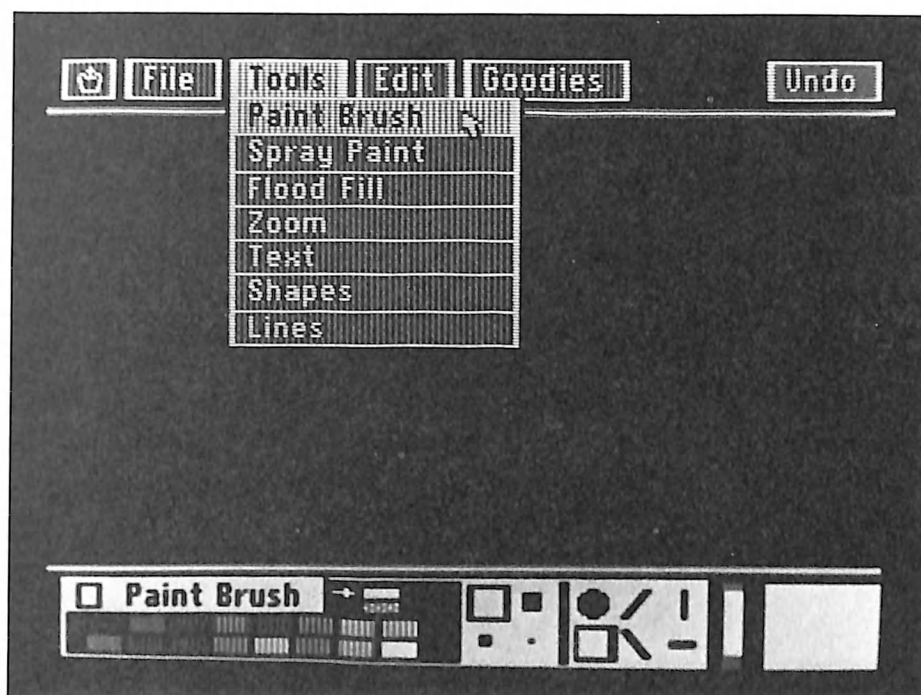 File Tools Edit Goodies Undo
Paint Brush
Spray Paint
Flood Fill
Zoom
Text
Shapes
Lines
Paint Brush